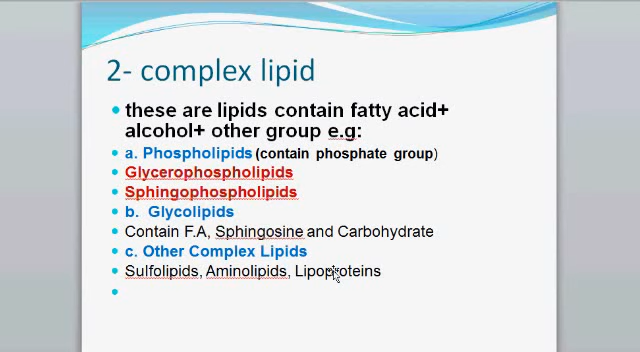 2- complex lipid
these are lipids contain fatty acid+
alcohol+ other group e.g:
a. Phospholipids (contain phosphate group)
Glycerophospholipids
Sphingophospholipids
b. Glycolipids
Contain F.A, Sphingosine and Carbohydrate
c. Other Complex Lipids
Sulfolipids, Aminolipids, Lipoproteins